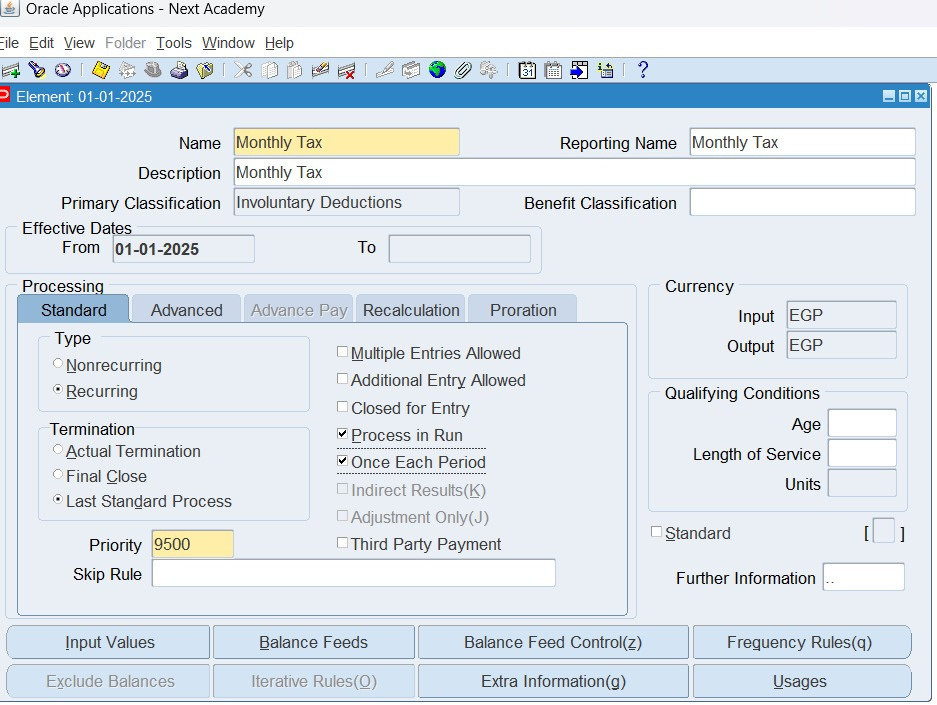 Oracle Applications - Next Academy
File Edit View Folder Tools Window Help
31
?
Element: 01-01-2025
Name Monthly Tax Reporting Name Monthly Tax
Description Monthly Tax
Primary Classification Involuntary Deductions Benefit Classification
Effective Dates
From 01-01-2025 To
Processing
Standard Advanced Advance Pay Recalculation Proration
Type
Nonrecurring
Recurring
Termination
Actual Termination
Final Close
Last Standard Process
Priority 9500
Skip Rule
Multiple Entries Allowed
Additional Entry Allowed
Closed for Entry
Process in Run
Once Each Period
Indirect Results(K)
Adjustment Only(J)
Third Party Payment
Currency
Input EGP
Output EGP
Qualifying Conditions
Age
Length of Service
Units
Standard [ ]
Further Information ..
Input Values Balance Feeds Balance Feed Control(z) Frequency Rules(q)
Exclude Balances Iterative Rules(O) Extra Information(g) Usages